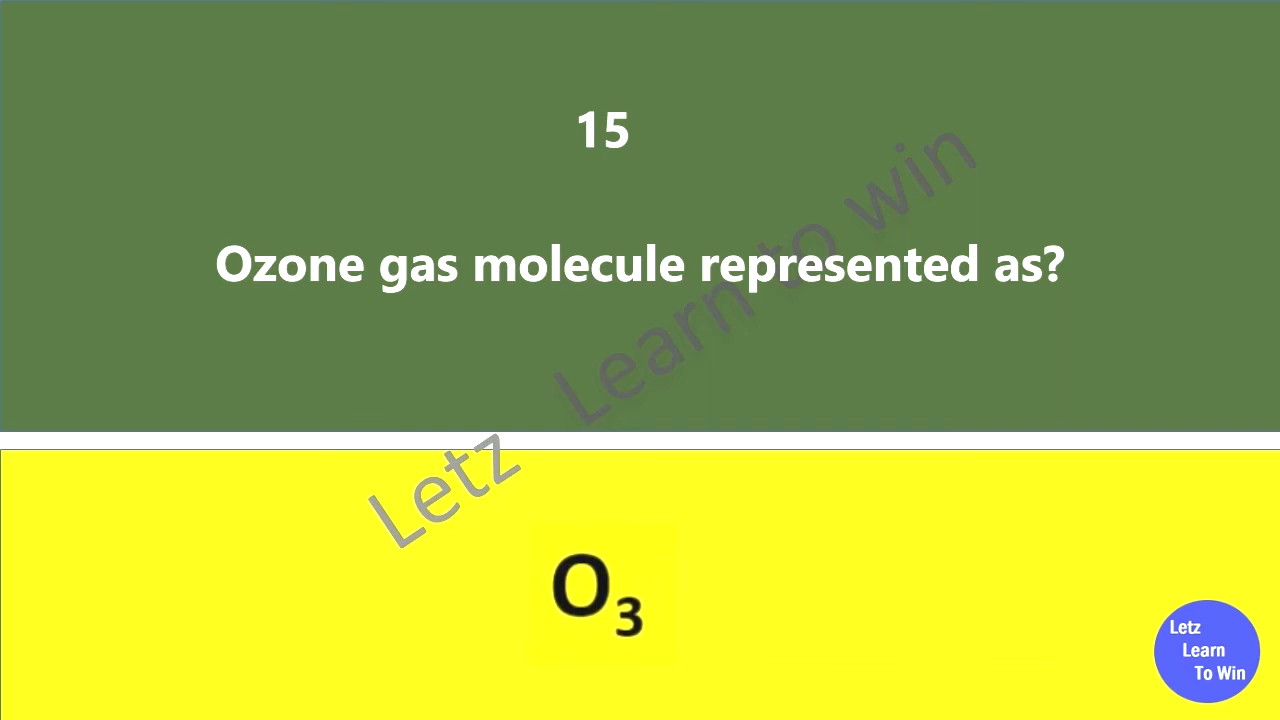 15
Ozone gas molecule represented as?
Letz Learn to win
O₃
Letz
Learn
To Win